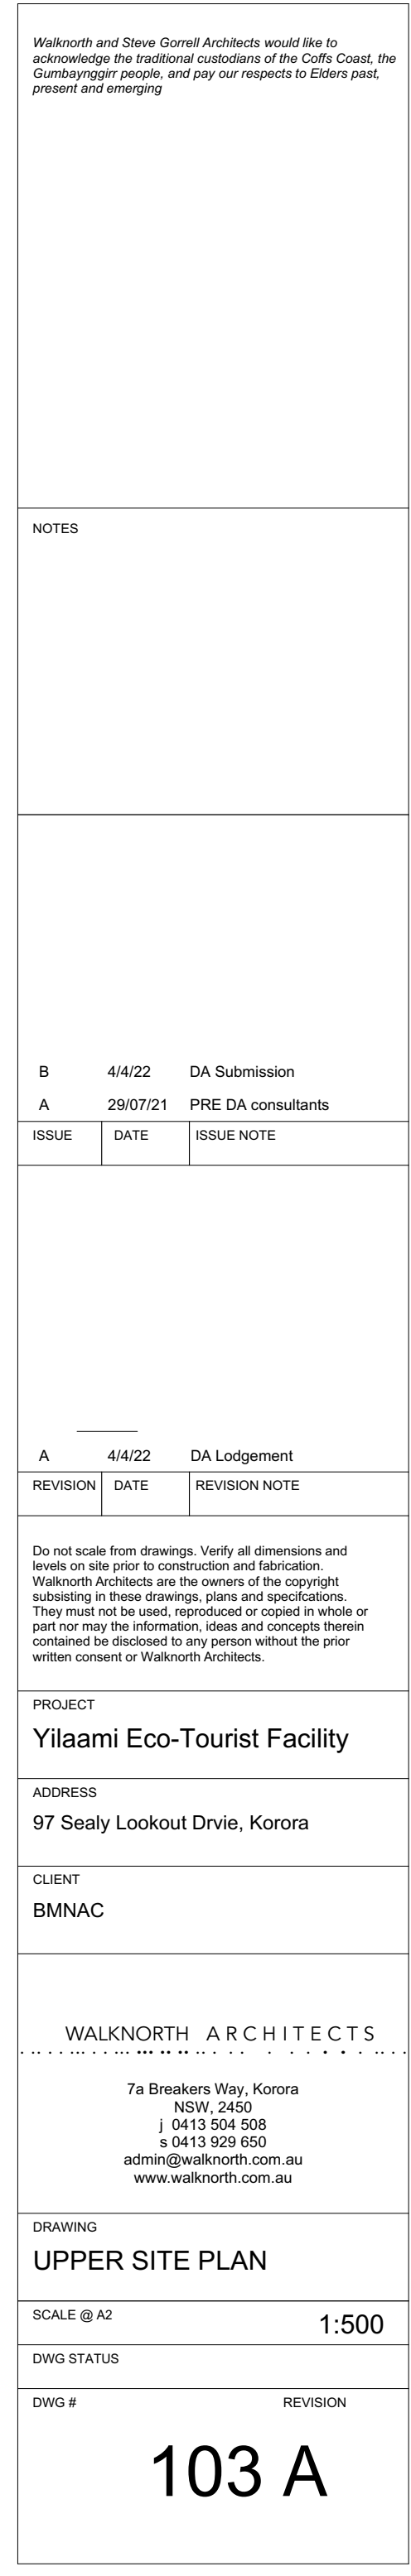 Walknorth and Steve Gorrell Architects would like to
acknowledge the traditional custodians of the Coffs Coast, the
Gumbaynggirr people, and pay our respects to Elders past,
present and emerging
NOTES
B 4/4/22 DA Submission
A 29/07/21 PRE DA consultants
ISSUE DATE ISSUE NOTE
A 4/4/22 DA Lodgement
REVISION DATE REVISION NOTE
Do not scale from drawings. Verify all dimensions and
levels on site prior to construction and fabrication.
Walknorth Architects are the owners of the copyright
subsisting in these drawings, plans and specifcations.
They must not be used, reproduced or copied in whole or
part nor may the information, ideas and concepts therein
contained be disclosed to any person without the prior
written consent or Walknorth Architects.
PROJECT
Yilaami Eco-Tourist Facility
ADDRESS
97 Sealy Lookout Drvie, Korora
CLIENT
BMNAC
WALKNORTH ARCHITECTS
7a Breakers Way, Korora
NSW, 2450
j 0413 504 508
s 0413 929 650
admin@walknorth.com.au
www.walknorth.com.au
DRAWING
UPPER SITE PLAN
SCALE @ A2 1:500
DWG STATUS
DWG # REVISION
103 A